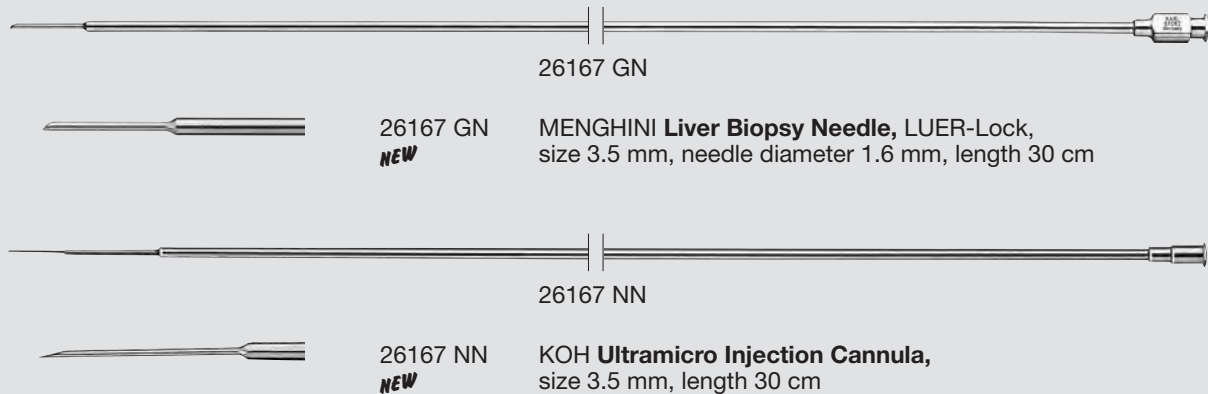 26167 GN
26167 GN MENGHINI Liver Biopsy Needle, LUER-Lock,
NEW size 3.5 mm, needle diameter 1.6 mm, length 30 cm
26167 NN
26167 NN KOH Ultramicro Injection Cannula,
NEW size 3.5 mm, length 30 cm